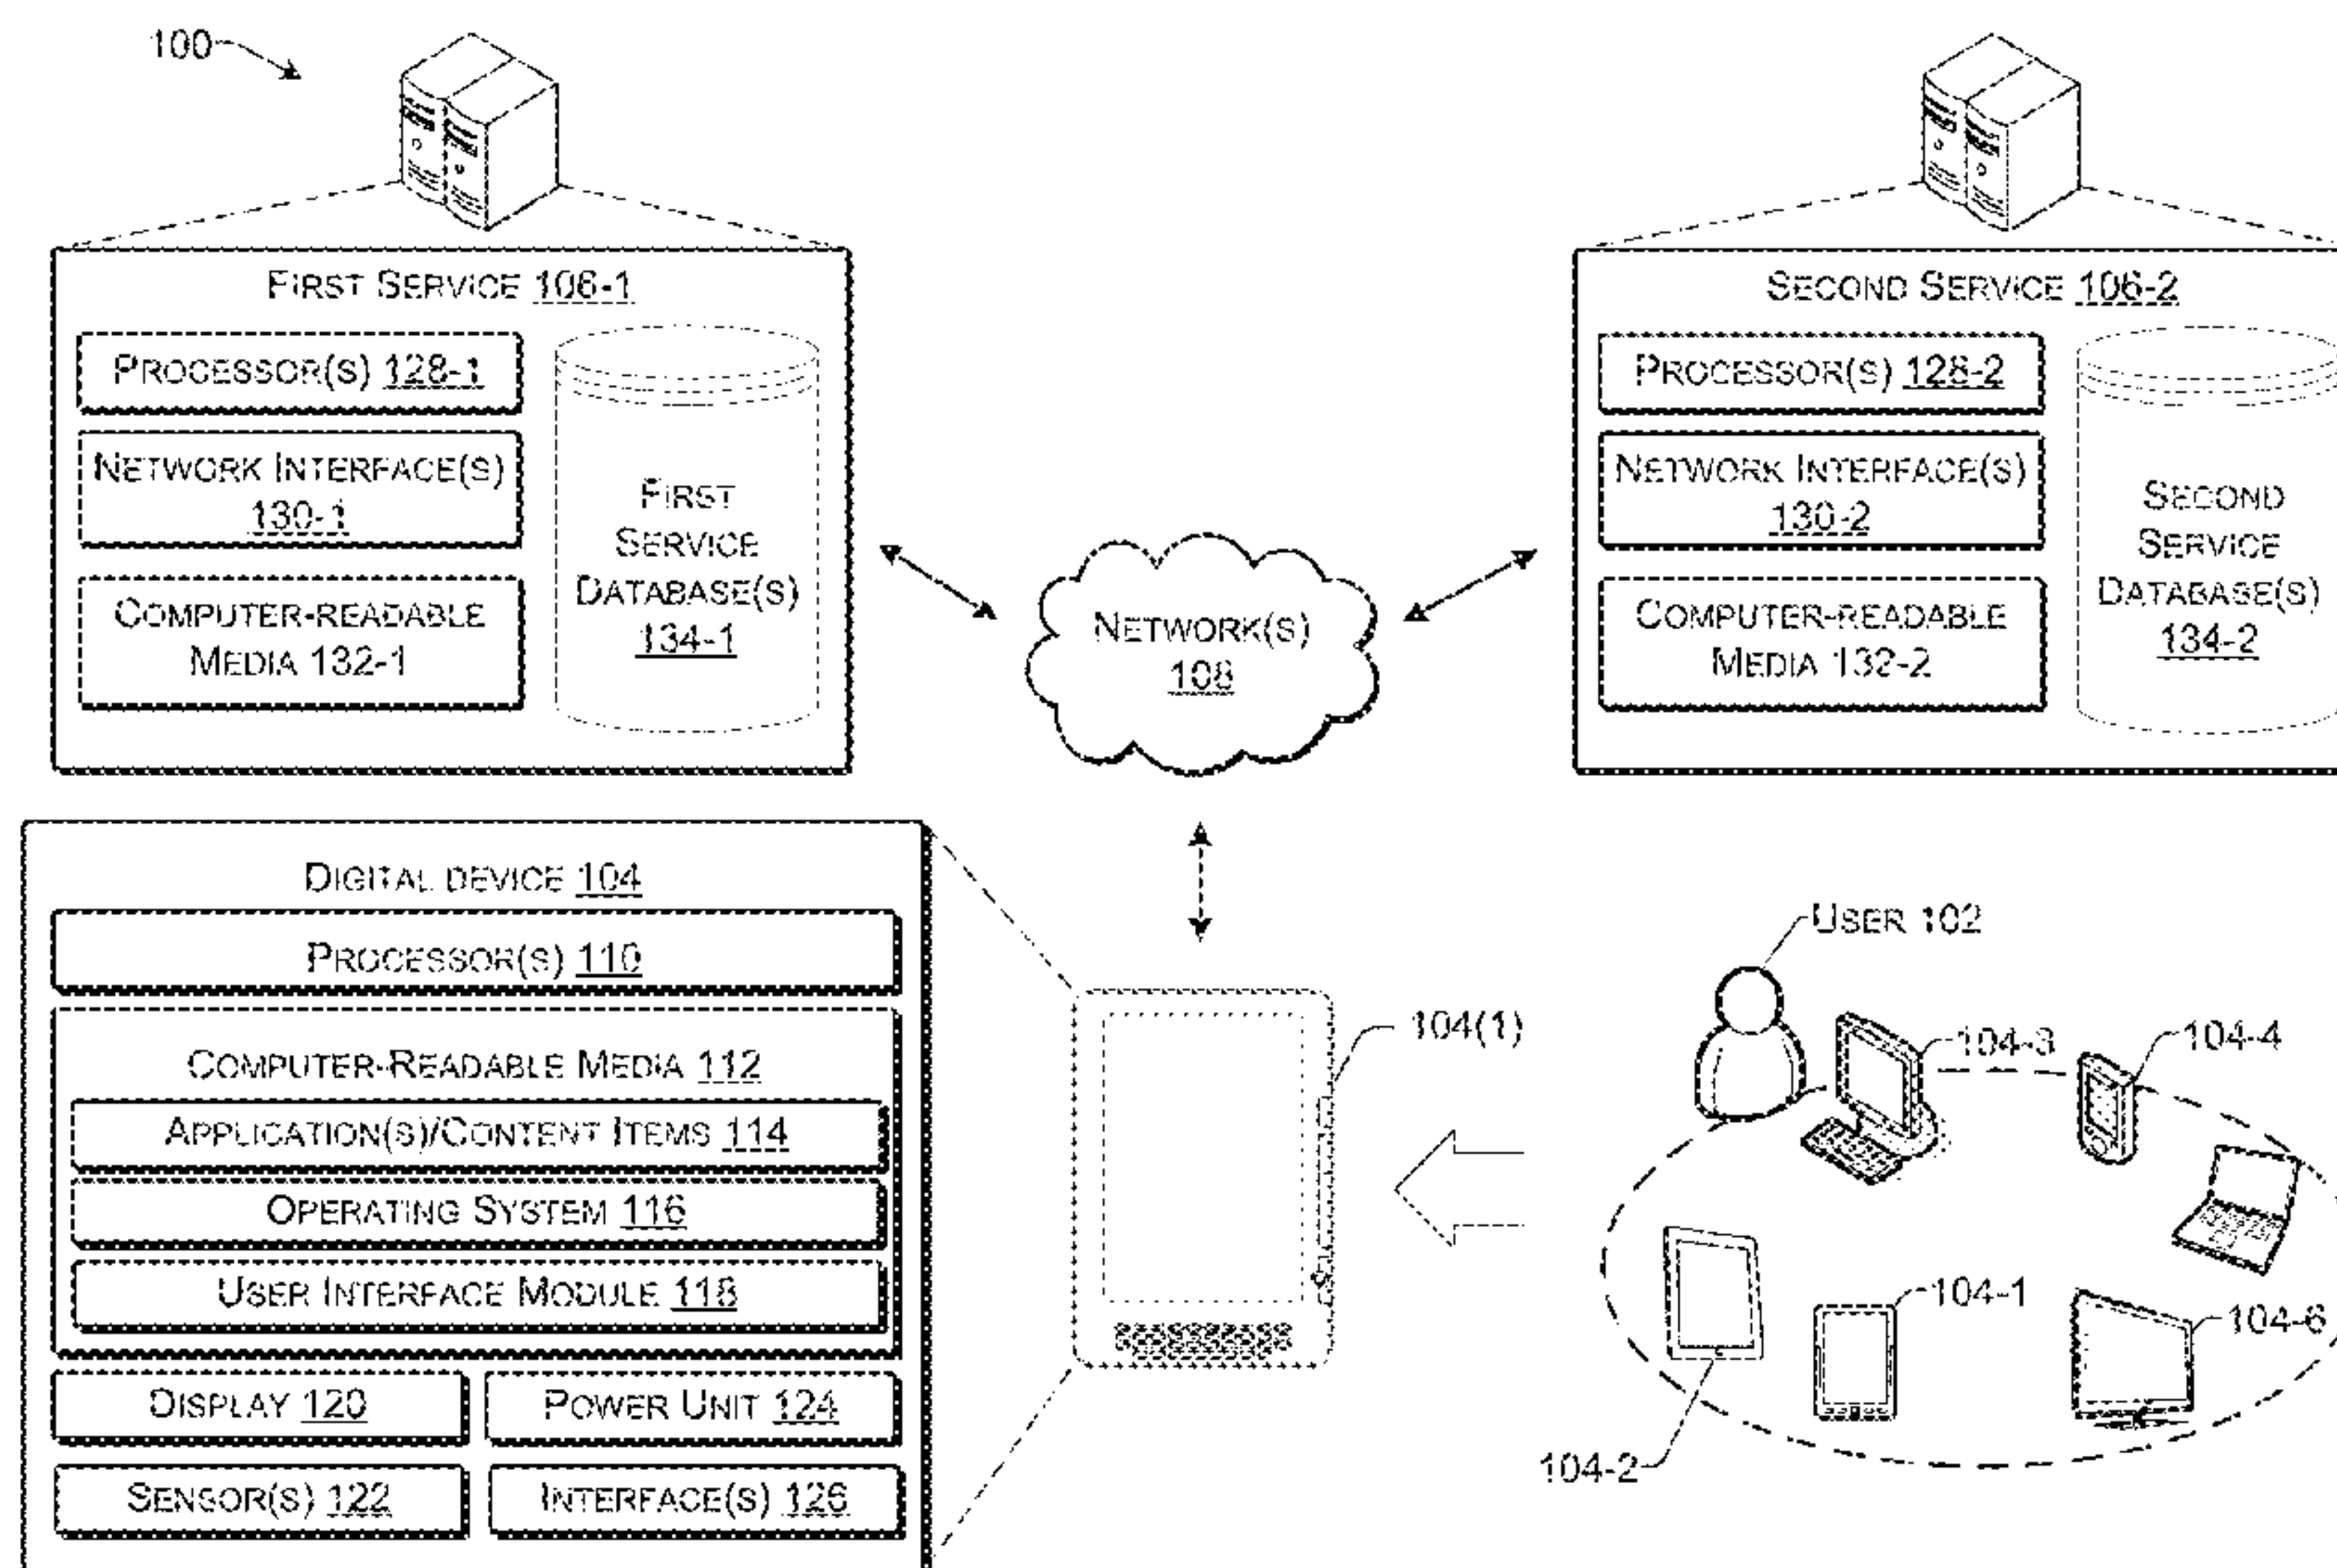 100
FIRST SERVICE 106-1
PROCESSOR(S) 128-1
NETWORK INTERFACE(S)
130-1
COMPUTER-READABLE
MEDIA 132-1
FIRST
SERVICE
DATABASE(S)
134-1
NETWORK(S)
108
SECOND SERVICE 106-2
PROCESSOR(S) 128-2
NETWORK INTERFACE(S)
130-2
COMPUTER-READABLE
MEDIA 132-2
SECOND
SERVICE
DATABASE(S)
134-2
DIGITAL DEVICE 104
PROCESSOR(S) 110
COMPUTER-READABLE MEDIA 112
APPLICATION(S)/CONTENT ITEMS 114
OPERATING SYSTEM 116
USER INTERFACE MODULE 118
DISPLAY 120
POWER UNIT 124
SENSOR(S) 122
INTERFACE(S) 126
104(1)
USER 102
104-3
104-4
104-1
104-6
104-2